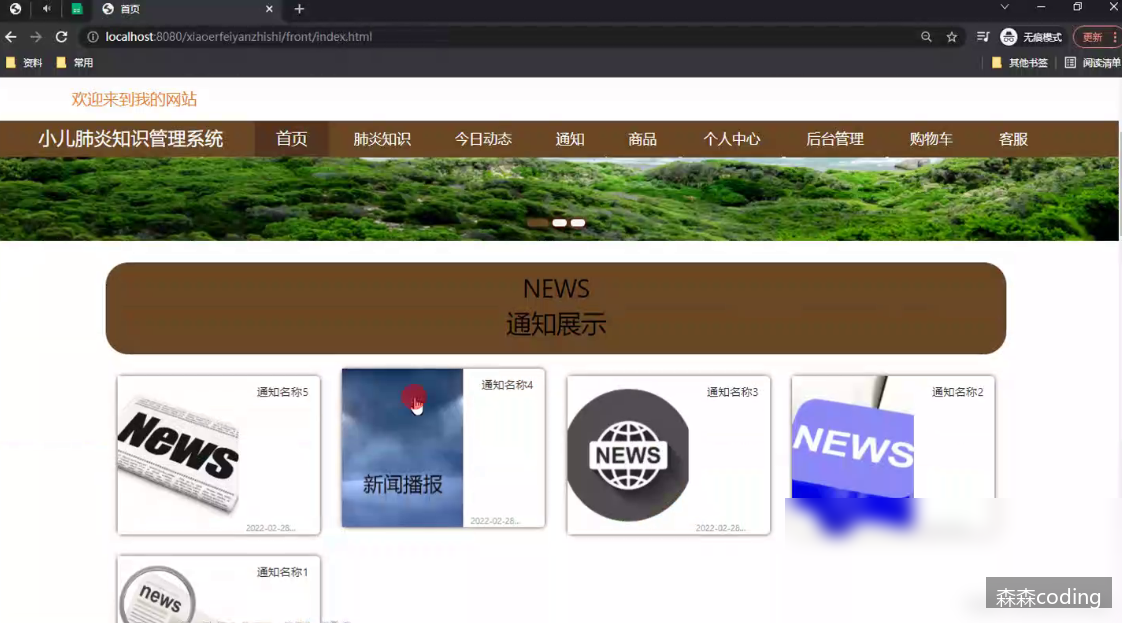 首页
localhost:8080/xiaoerfeiyanzhishi/front/index.html
无痕模式
更新
资料
常用
其他书签
阅读清单
欢迎来到我的网站
小儿肺炎知识管理系统
首页
肺炎知识
今日动态
通知
商品
个人中心
后台管理
购物车
客服
NEWS
通知展示
通知名称5
News
2022-02-28...
通知名称4
新闻播报
2022-02-28...
通知名称3
NEWS
2022-02-28...
通知名称2
NEWS
通知名称1
news
森森coding